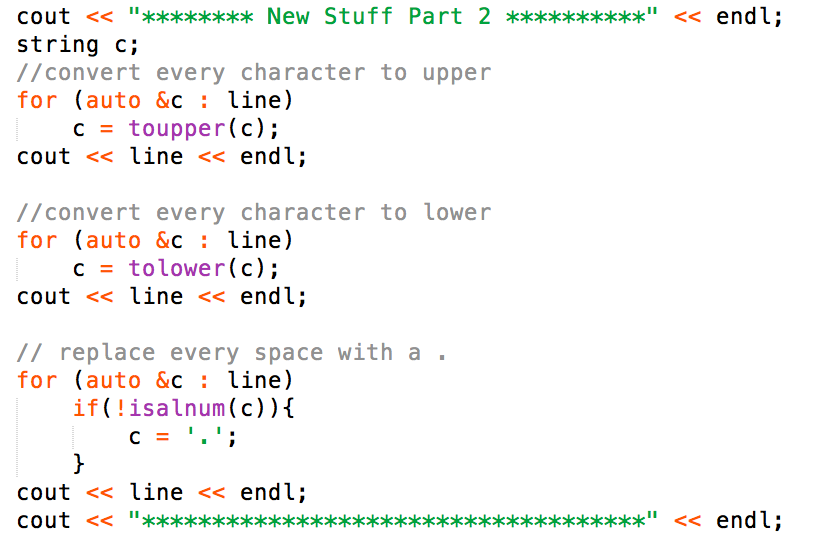 cout << "******** New Stuff Part 2 **********" << endl;
string c;
//convert every character to upper
for (auto &c : line)
    c = toupper(c);
cout << line << endl;

//convert every character to lower
for (auto &c : line)
    c = tolower(c);
cout << line << endl;

// replace every space with a .
for (auto &c : line)
    if(!isalnum(c)){
        c = '.';
    }
cout << line << endl;
cout << "************************************" << endl;